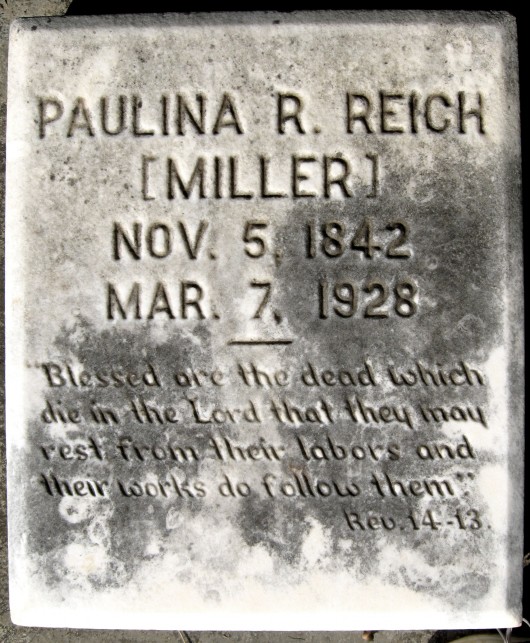 PAULINA R. REICH
[MILLER]
NOV. 5, 1842
MAR. 7, 1928
"Blessed are the dead which
die in the Lord that they may
rest from their labors and
their works do follow them"
Rev. 14-13.